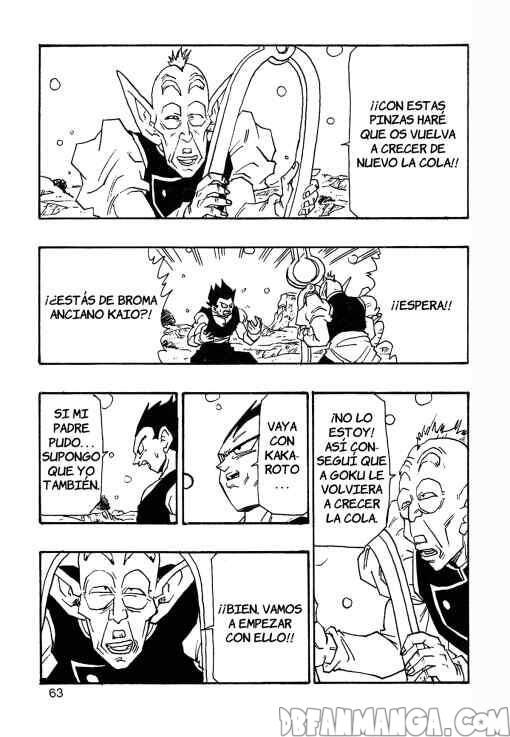 ¡¡CON ESTAS
PINZAS HARÉ
QUE OS VUELVA
A CRECER DE
NUEVO LA COLA!!
¡¿ESTÁS DE BROMA
ANCIANO KAIO?!
¡¡ESPERA!!
SI MI
PADRE
PUDO...
SUPONGO
QUE YO
TAMBIÉN.
VAYA
CON
KAKA-
ROTO
...
¡NO LO
ESTOY!
ASÍ CON-
SEGUÍ QUE
A GOKU LE
VOLVIERA
A CRECER
LA COLA.
¡¡BIEN, VAMOS
A EMPEZAR
CON ELLO!!
63
DBFANMANGA.COM